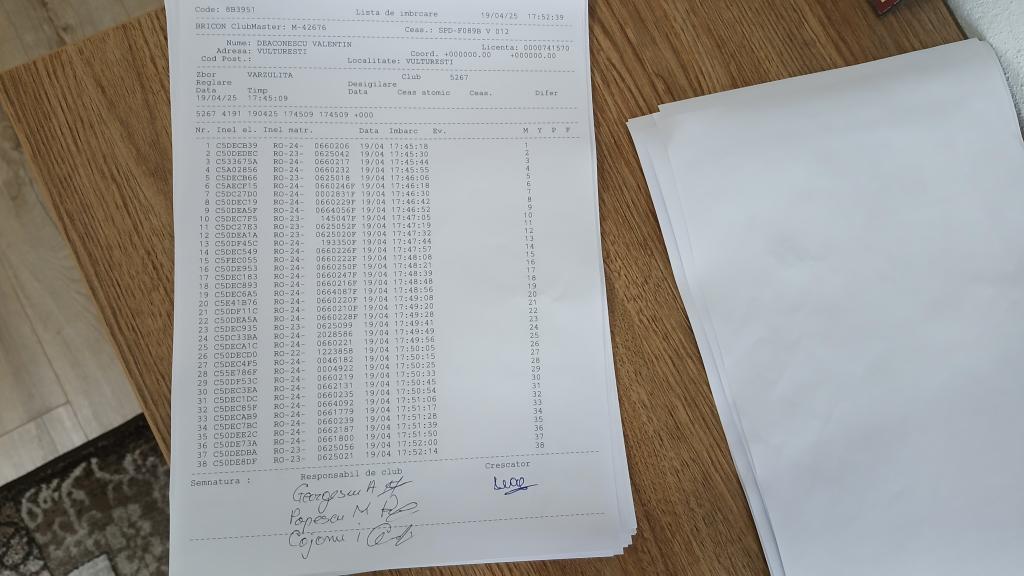 Code: 8B3951 Lista de imbrcare 19/04/25 17:52:39
BRICON ClubMaster: M-42676 Ceas.: SPD-F089B V 012
Nume: DEACONESCU VALENTIN Licenta: 0000741570
Adresa: VULTURESTI Coord. +000000.00 +000000.00
Cod Post.: Localitate: VULTURESTI
Zbor VARZULITA Club 5267
Reglare Desigilare
Data Timp Data Ceas atomic Ceas. Difer
19/04/25 17:45:09
5267 4191 190425 174509 174509 +000
Nr. Inel el. Inel matr. Data Imbarc Ev. M Y P F
1 C5DECB39 RO-24- 0660206 19/04 17:45:18 1
2 C50DEDEC RO-23- 0625042 19/04 17:45:30 2
3 C533675A RO-24- 0660217 19/04 17:45:44 3
4 C5A02856 RO-24- 0660232 19/04 17:45:55 4
5 C5DECB66 RO-23- 0625018 19/04 17:46:06 5
6 C5AECF15 RO-24- 0660246F 19/04 17:46:18 6
7 C5DC27D0 RO-24- 0002831F 19/04 17:46:30 7
8 C50DEC19 RO-24- 0660229F 19/04 17:46:42 8
9 C50DEA5F RO-24- 0664056F 19/04 17:46:52 9
10 C5DEC7F5 RO-23- 145047F 19/04 17:47:05 10
11 C5DC27E3 RO-23- 0625052F 19/04 17:47:19 11
12 C50DEA1A RO-23- 0625020F 19/04 17:47:32 12
13 C50DF45C RO-24- 193350F 19/04 17:47:44 13
14 C5DEC549 RO-24- 0660226F 19/04 17:47:57 14
15 C5FEC055 RO-24- 0660222F 19/04 17:48:08 15
16 C50DE953 RO-24- 0660250F 19/04 17:48:21 16
17 C5DEC183 RO-24- 0660247F 19/04 17:48:39 17
18 C5DEC893 RO-24- 0660216F 19/04 17:48:48 18
19 C5DEC6A5 RO-24- 0664087F 19/04 17:48:56 19
20 C5E41B76 RO-24- 0660220F 19/04 17:49:08 20
21 C50DF11C RO-24- 0660210F 19/04 17:49:20 21
22 C50DEA5A RO-24- 0660228F 19/04 17:49:28 22
23 C5DEC935 RO-23- 0625099 19/04 17:49:41 23
24 C5DC33BA RO-24- 2028586 19/04 17:49:49 24
25 C5DECA1C RO-24- 0660221 19/04 17:49:56 25
26 C50DECD0 RO-22- 1223858 19/04 17:50:05 26
27 C5DEC4F5 RO-24- 0046182 19/04 17:50:15 27
28 C55E786F RO-24- 0004922 19/04 17:50:25 28
29 C50DF53C RO-24- 0660219 19/04 17:50:33 29
30 C5DEC3EA RO-24- 0662131 19/04 17:50:45 30
31 C5DEC1DC RO-24- 0660235 19/04 17:50:54 31
32 C5DEC85F RO-24- 0664092 19/04 17:51:06 32
33 C5DECAB9 RO-24- 0661779 19/04 17:51:17 33
34 C5DEC7BC RO-24- 0660239 19/04 17:51:28 34
35 C50DEE2C RO-24- 0662187 19/04 17:51:39 35
36 C50DE73A RO-24- 0661800 19/04 17:51:50 36
37 C50DEDBA RO-23- 0625056 19/04 17:52:00 37
38 C50DE8DF RO-23- 0625021 19/04 17:52:14 38
Semnatura : Responsabil de club Crescator
Georgescu A
Popescu M
Cojanu i